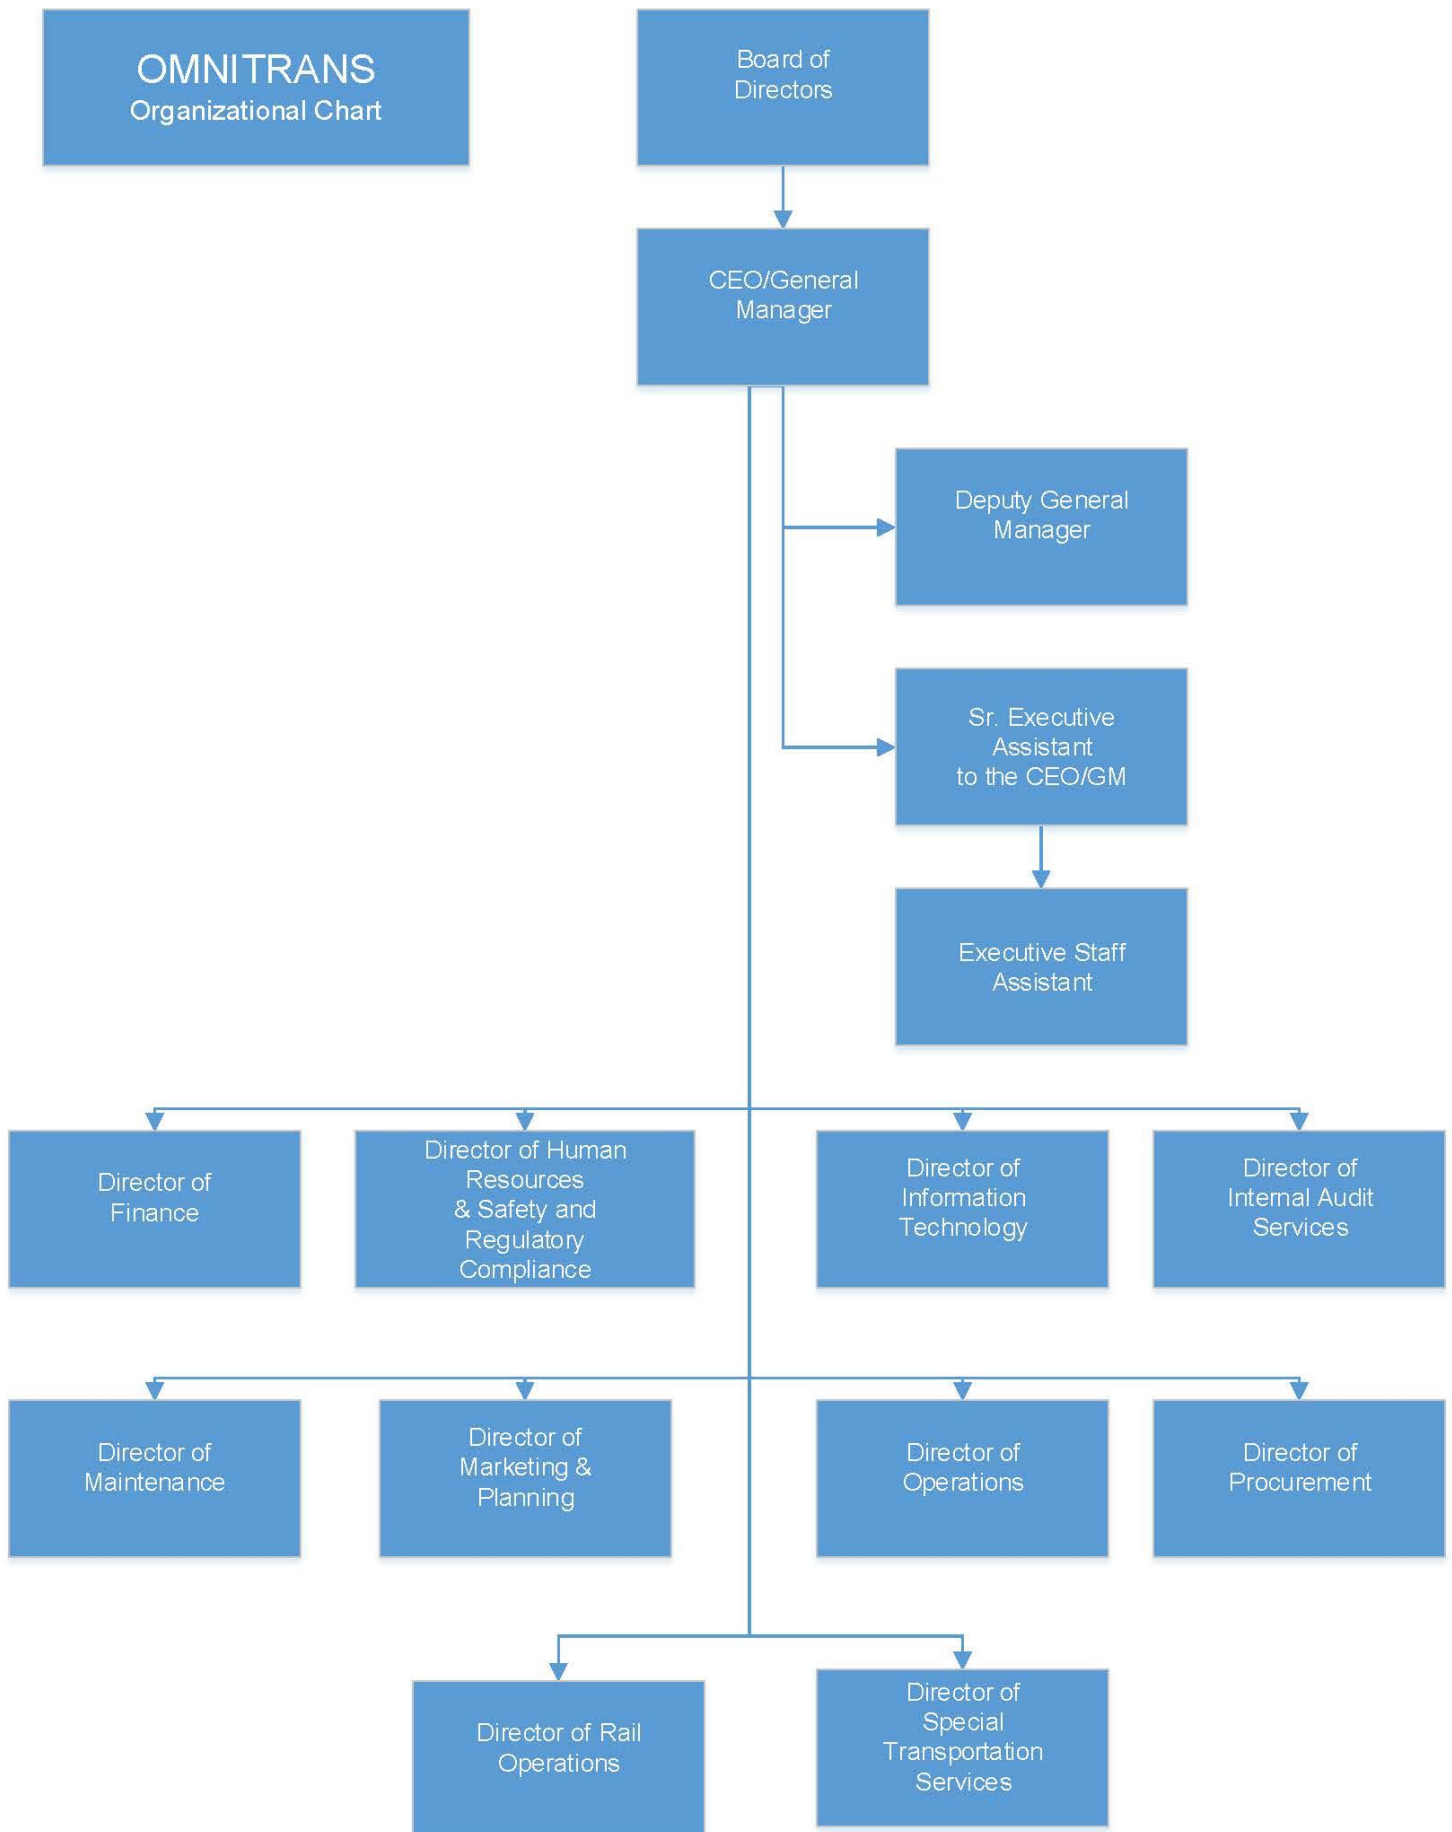 OMNITRANS
Organizational Chart
Board of
Directors
CEO/General
Manager
Deputy General
Manager
Sr. Executive
Assistant
to the CEO/GM
Executive Staff
Assistant
Director of
Finance
Director of Human
Resources
& Safety and
Regulatory
Compliance
Director of
Information
Technology
Director of
Internal Audit
Services
Director of
Maintenance
Director of
Marketing &
Planning
Director of
Operations
Director of
Procurement
Director of Rail
Operations
Director of
Special
Transportation
Services